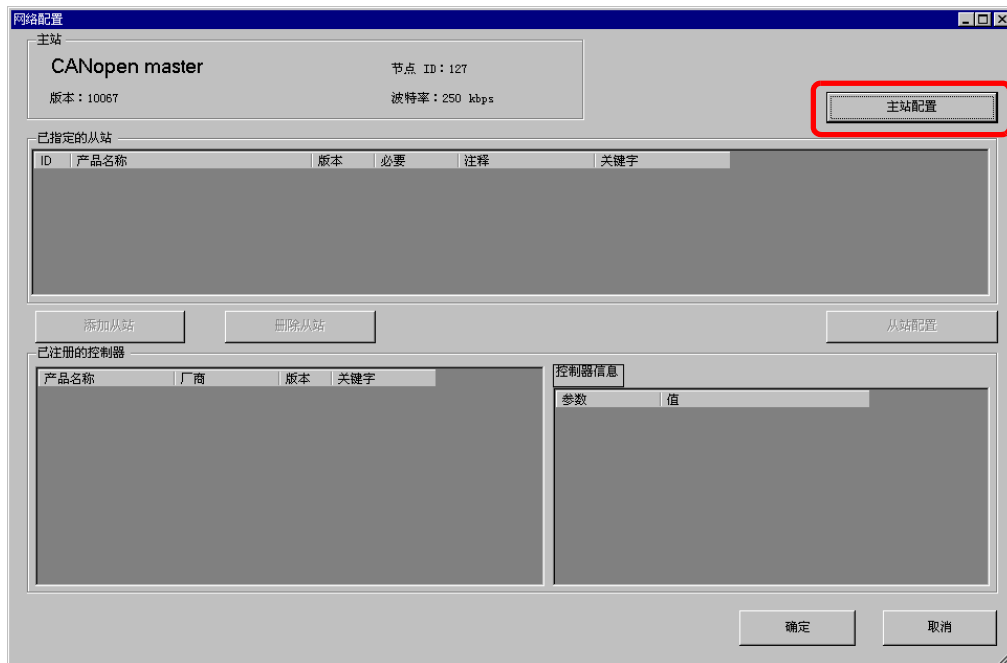 网络配置
主站
CANopen master
节点 ID：127
版本：10067
波特率：250 kbps
主站配置
已指定的从站
ID 产品名称 版本 必要 注释 关键字
添加从站 删除从站 从站配置
已注册的控制器
产品名称 厂商 版本 关键字
控制器信息
参数 值
确定 取消